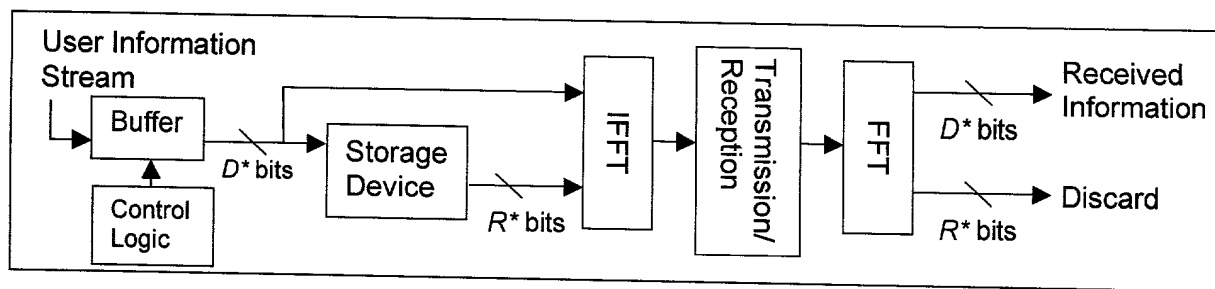 User Information
Stream
Buffer
D* bits
Control
Logic
Storage
Device
R* bits
IFFT
Transmission/
Reception
FFT
D* bits
Received
Information
R* bits
Discard